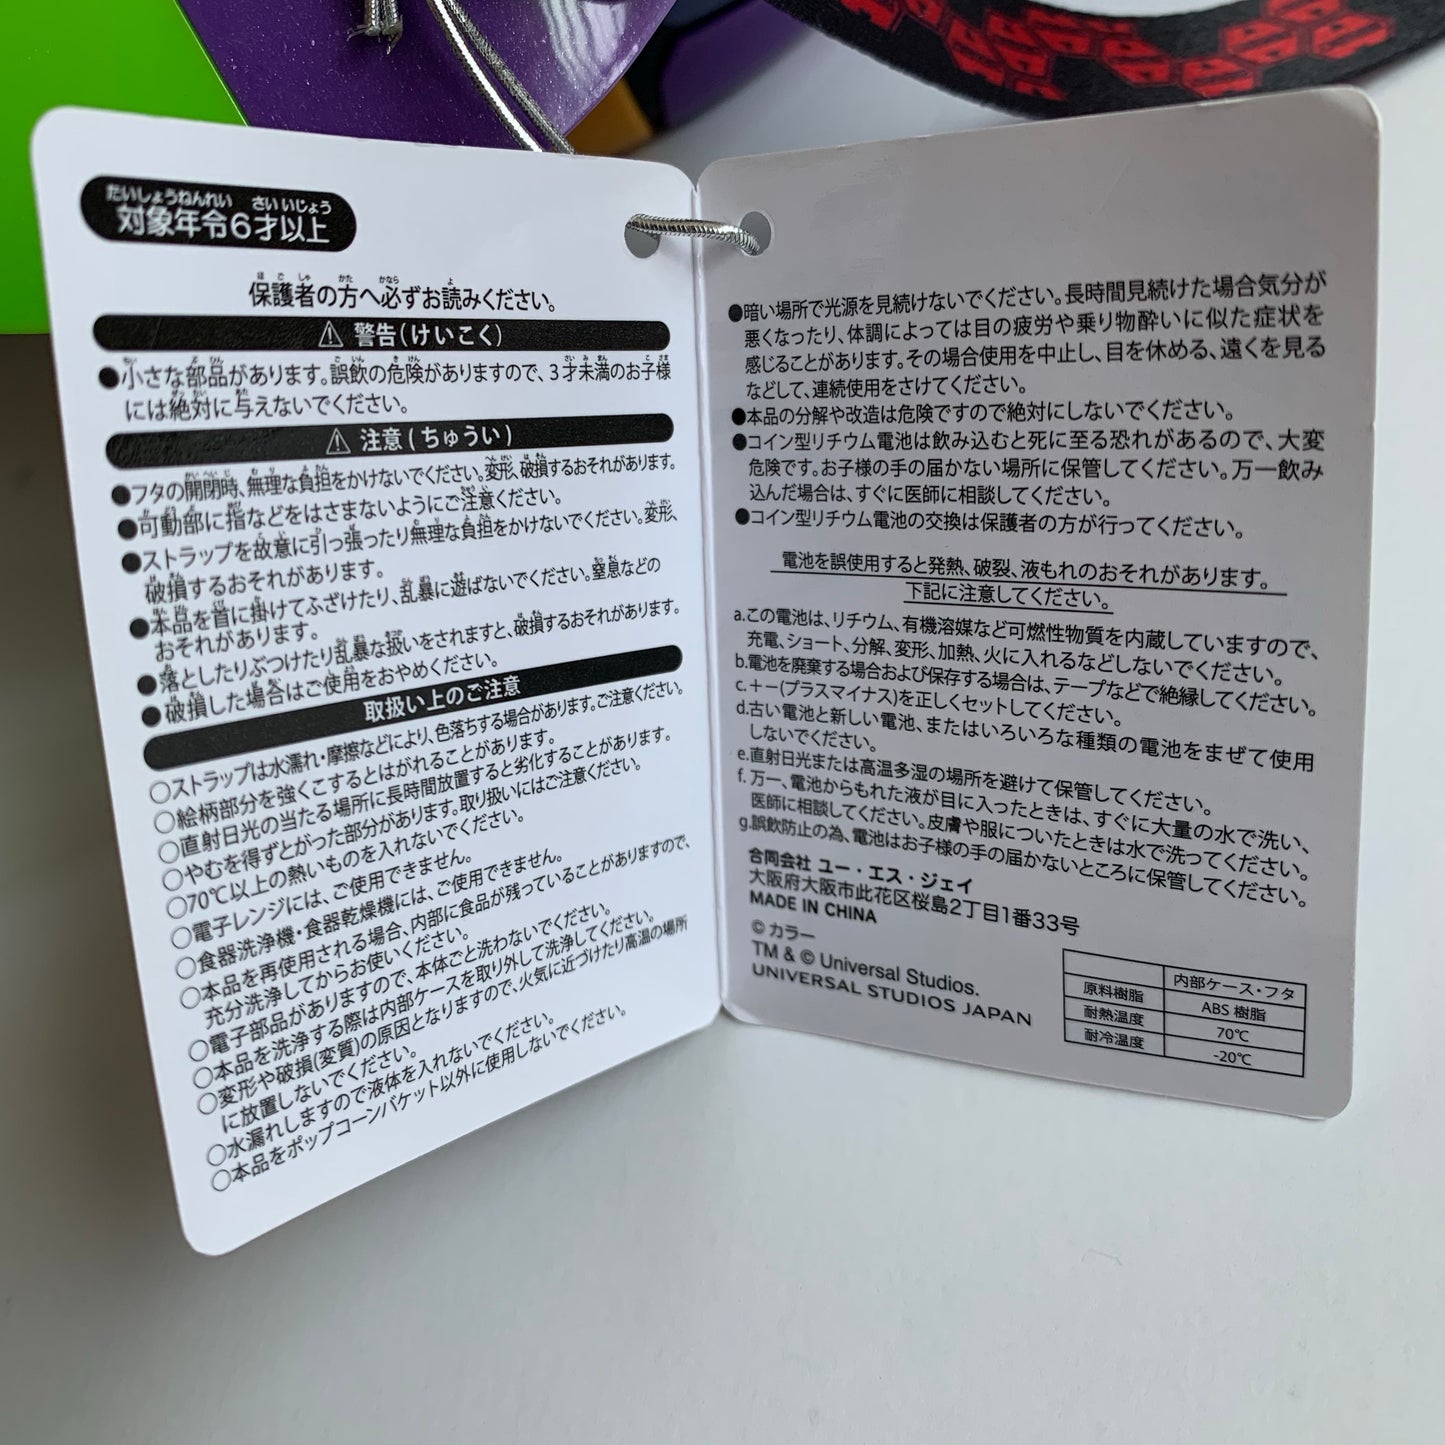 対象年令6才以上
保護者の方へ必ずお読みください。
⚠ 警告(けいこく)
●小さな部品があります。誤飲の危険がありますので、3才未満のお子様
には絶対に与えないでください。
⚠ 注意(ちゅうい)
●フタの開閉時、無理な負担をかけないでください。変形、破損するおそれがあります。
●可動部に指などをはさまないようにご注意ください。
●ストラップを故意に引っ張ったり無理な負担をかけないでください。変形、
破損するおそれがあります。
●本品を首に掛けてふざけたり、乱暴に遊ばないでください。窒息などの
おそれがあります。
●落としたりぶつけたり乱暴な扱いをされますと、破損するおそれがあります。
●破損した場合はご使用をおやめください。
取扱い上のご注意
○ストラップは水濡れ・摩擦などにより、色落ちする場合があります。ご注意ください。
○絵柄部分を強くこするとはがれることがあります。
○直射日光の当たる場所に長時間放置すると劣化することがあります。
○やむを得ずとがった部分があります。取り扱いにはご注意ください。
○70℃以上の熱いものを入れないでください。
○電子レンジには、ご使用できません。
○食器洗浄機・食器乾燥機には、ご使用できません。
○本品を再使用される場合、内部に食品が残っていることがありますので、
充分洗浄してからお使いください。
○電子部品がありますので、本体ごと洗わないでください。
○本品を洗浄する際は内部ケースを取り外して洗浄してください。
○変形や破損(変質)の原因となりますので、火気に近づけたり高温の場所
に放置しないでください。
○水漏れしますので液体を入れないでください。
○本品をポップコーンバケット以外に使用しないでください。
●暗い場所で光源を見続けないでください。長時間見続けた場合気分が
悪くなったり、体調によっては目の疲労や乗り物酔いに似た症状を
感じることがあります。その場合使用を中止し、目を休める、遠くを見る
などして、連続使用をさけてください。
●本品の分解や改造は危険ですので絶対にしないでください。
●コイン型リチウム電池は飲み込むと死に至る恐れがあるので、大変
危険です。お子様の手の届かない場所に保管してください。万一飲み
込んだ場合は、すぐに医師に相談してください。
●コイン型リチウム電池の交換は保護者の方が行ってください。
電池を誤使用すると発熱、破裂、液もれのおそれがあります。
下記に注意してください。
a.この電池は、リチウム、有機溶媒など可燃性物質を内蔵していますので、
充電、ショート、分解、変形、加熱、火に入れるなどしないでください。
b.電池を廃棄する場合および保存する場合は、テープなどで絶縁してください。
c.＋－(プラスマイナス)を正しくセットしてください。
d.古い電池と新しい電池、またはいろいろな種類の電池をまぜて使用
しないでください。
e.直射日光または高温多湿の場所を避けて保管してください。
f. 万一、電池からもれた液が目に入ったときは、すぐに大量の水で洗い、
医師に相談してください。皮膚や服についたときは水で洗ってください。
g.誤飲防止の為、電池はお子様の手の届かないところに保管してください。
合同会社 ユー・エス・ジェイ
大阪府大阪市此花区桜島2丁目1番33号
MADE IN CHINA
© カラー
TM & © Universal Studios.
UNIVERSAL STUDIOS JAPAN
内部ケース・フタ
原料樹脂 ABS 樹脂
耐熱温度 70℃
耐冷温度 -20℃